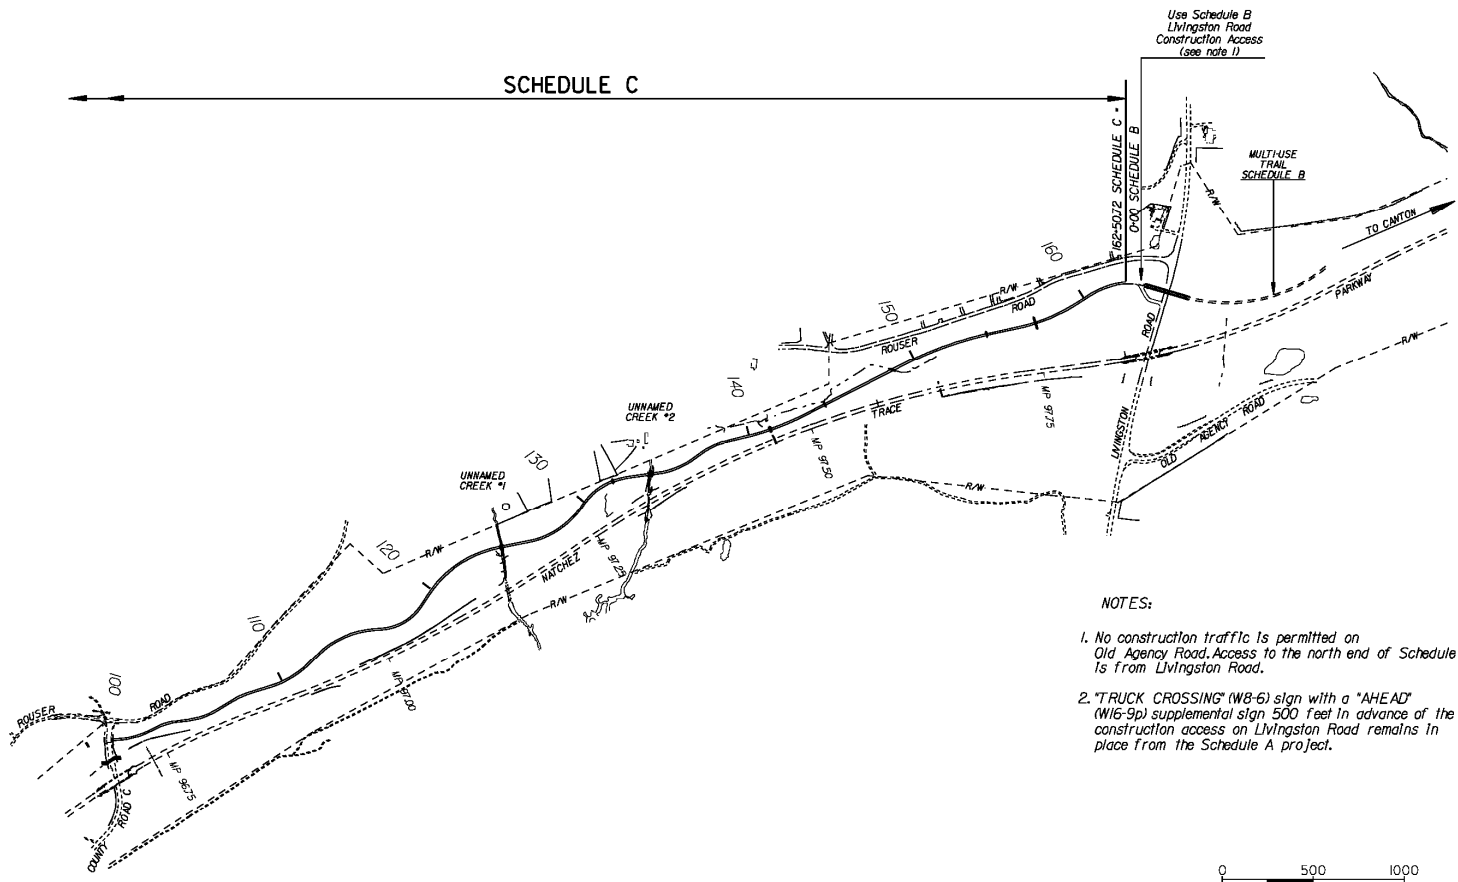 Use Schedule B
Livingston Road
Construction Access
(see note 1)
SCHEDULE C
162+50.72 SCHEDULE C =
0+00 SCHEDULE B
MULTI-USE
TRAIL
SCHEDULE B
R/W
TO CANTON
PARKWAY
160
R/W
ROAD
150
ROUSER
ROAD
R/W
140
TRACE
MP 97.75
LIVINGSTON
UNNAMED
CREEK #2
OLD AGENCY ROAD
MP 97.50
130
UNNAMED
CREEK #1
R/W
120
R/W
NATCHEZ
MP 97.25
R/W
110
MP 97.00
100
ROUSER ROAD
MP 96.75
COUNTY ROAD C
NOTES:
1. No construction traffic is permitted on
Old Agency Road. Access to the north end of Schedule
is from Livingston Road.
2. "TRUCK CROSSING" (W8-6) sign with a "AHEAD"
(W16-9p) supplemental sign 500 feet in advance of the
construction access on Livingston Road remains in
place from the Schedule A project.
0 500 1000